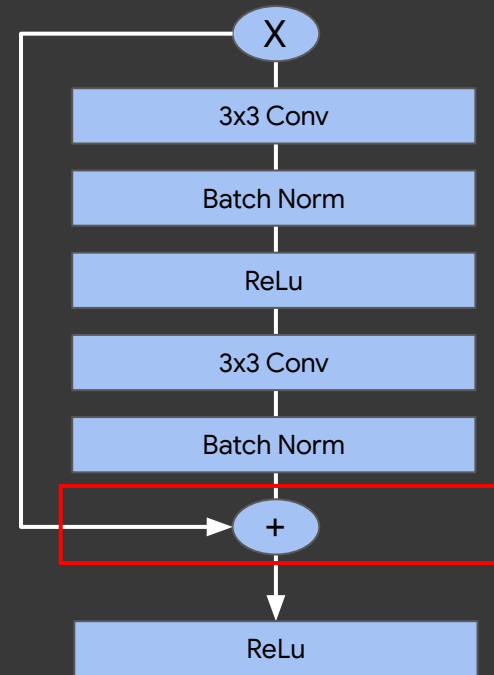 X
3x3 Conv
Batch Norm
ReLu
3x3 Conv
Batch Norm
+
ReLu